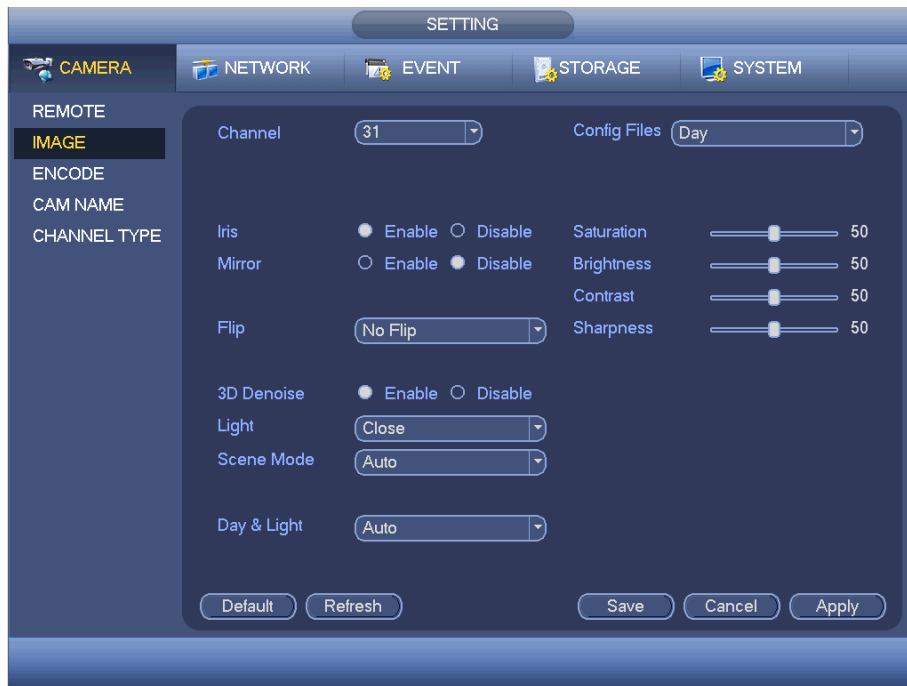 SETTING
CAMERA NETWORK EVENT STORAGE SYSTEM
REMOTE
IMAGE
ENCODE
CAM NAME
CHANNEL TYPE
Channel 31 Config Files Day
Iris Enable Disable Saturation 50
Mirror Enable Disable Brightness 50
Contrast 50
Flip No Flip Sharpness 50
3D Denoise Enable Disable
Light Close
Scene Mode Auto
Day & Light Auto
Default Refresh Save Cancel Apply